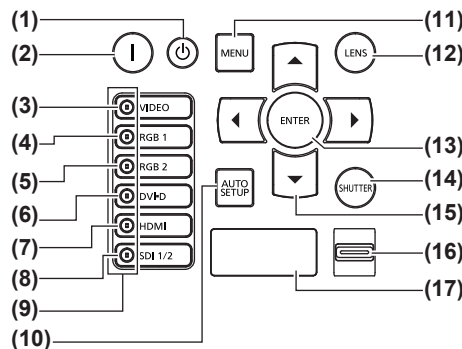 (1)
(2)
(3)
(4)
(5)
(6)
(7)
(8)
(9)
(10)
MENU
LENS
VIDEO
RGB 1
RGB 2
DVI-D
HDMI
SDI 1/2
ENTER
AUTO
SETUP
SHUTTER
(11)
(12)
(13)
(14)
(15)
(16)
(17)